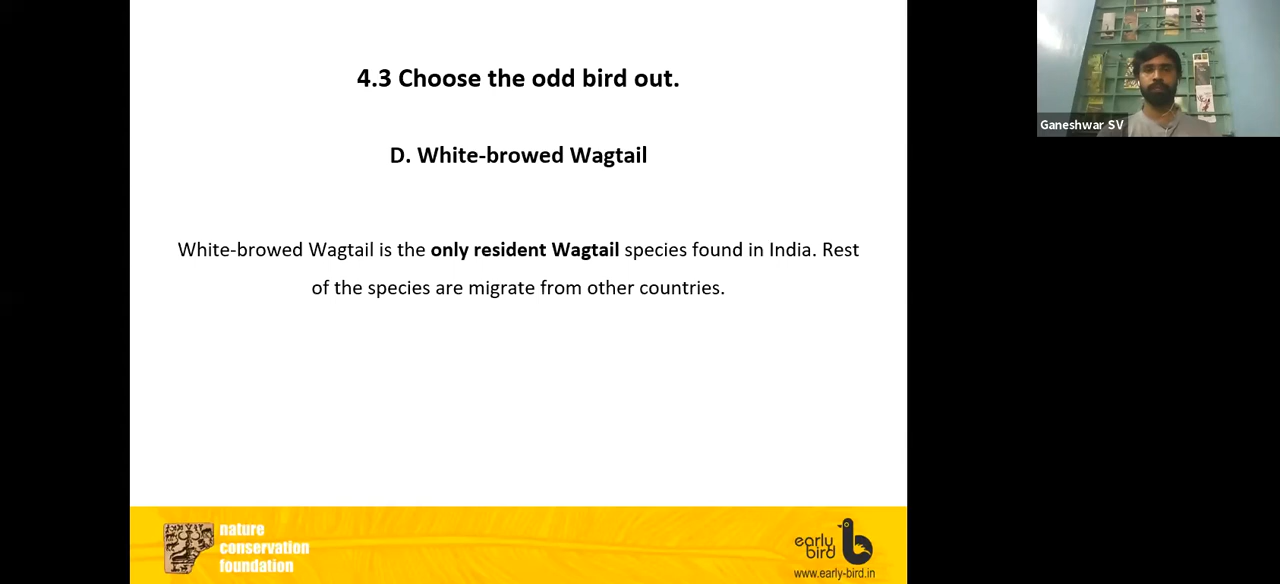 4.3 Choose the odd bird out.
D. White-browed Wagtail
White-browed Wagtail is the only resident Wagtail species found in India. Rest
of the species are migrate from other countries.
Ganeshwar SV
nature
conservation
foundation
early
bird
www.early-bird.in